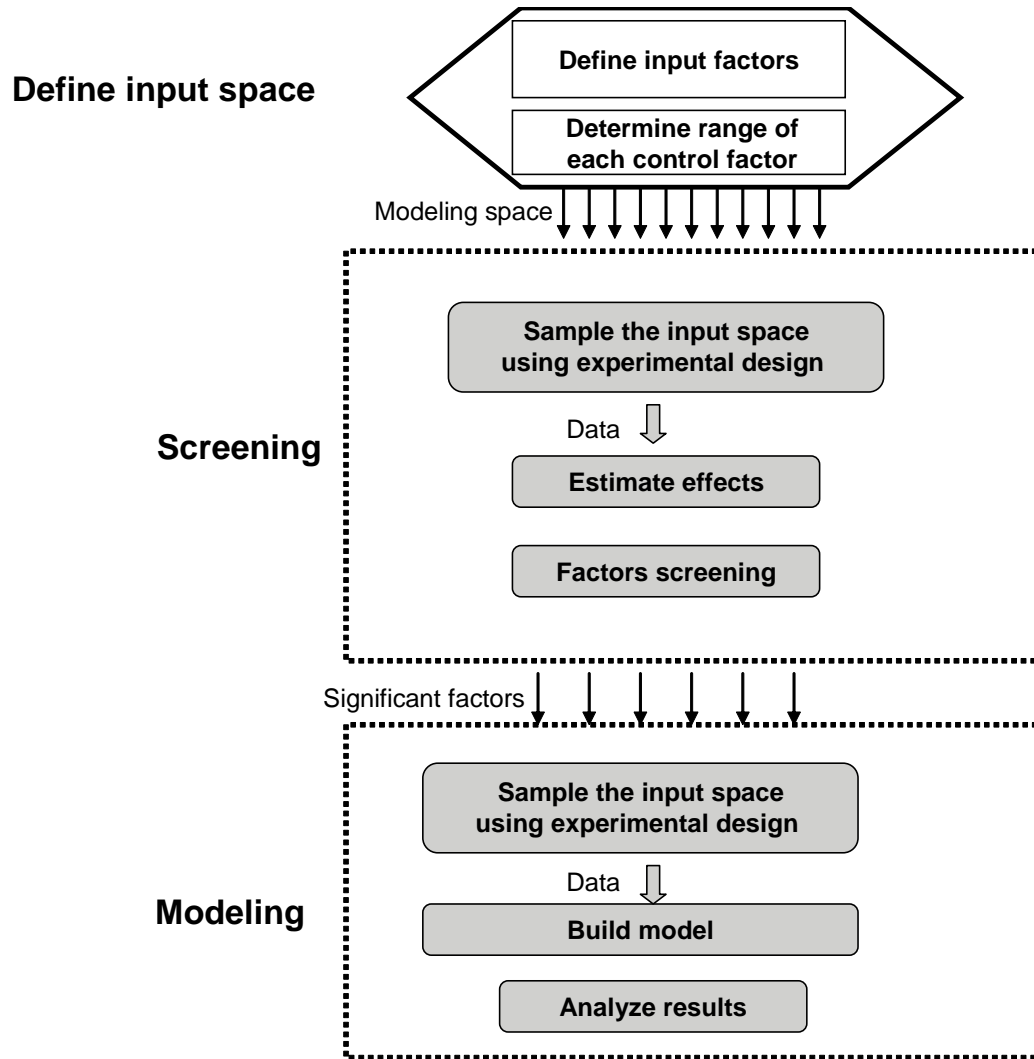 Define input space
Define input factors
Determine range of
each control factor
Modeling space
Screening
Sample the input space
using experimental design
Data
Estimate effects
Factors screening
Significant factors
Modeling
Sample the input space
using experimental design
Data
Build model
Analyze results